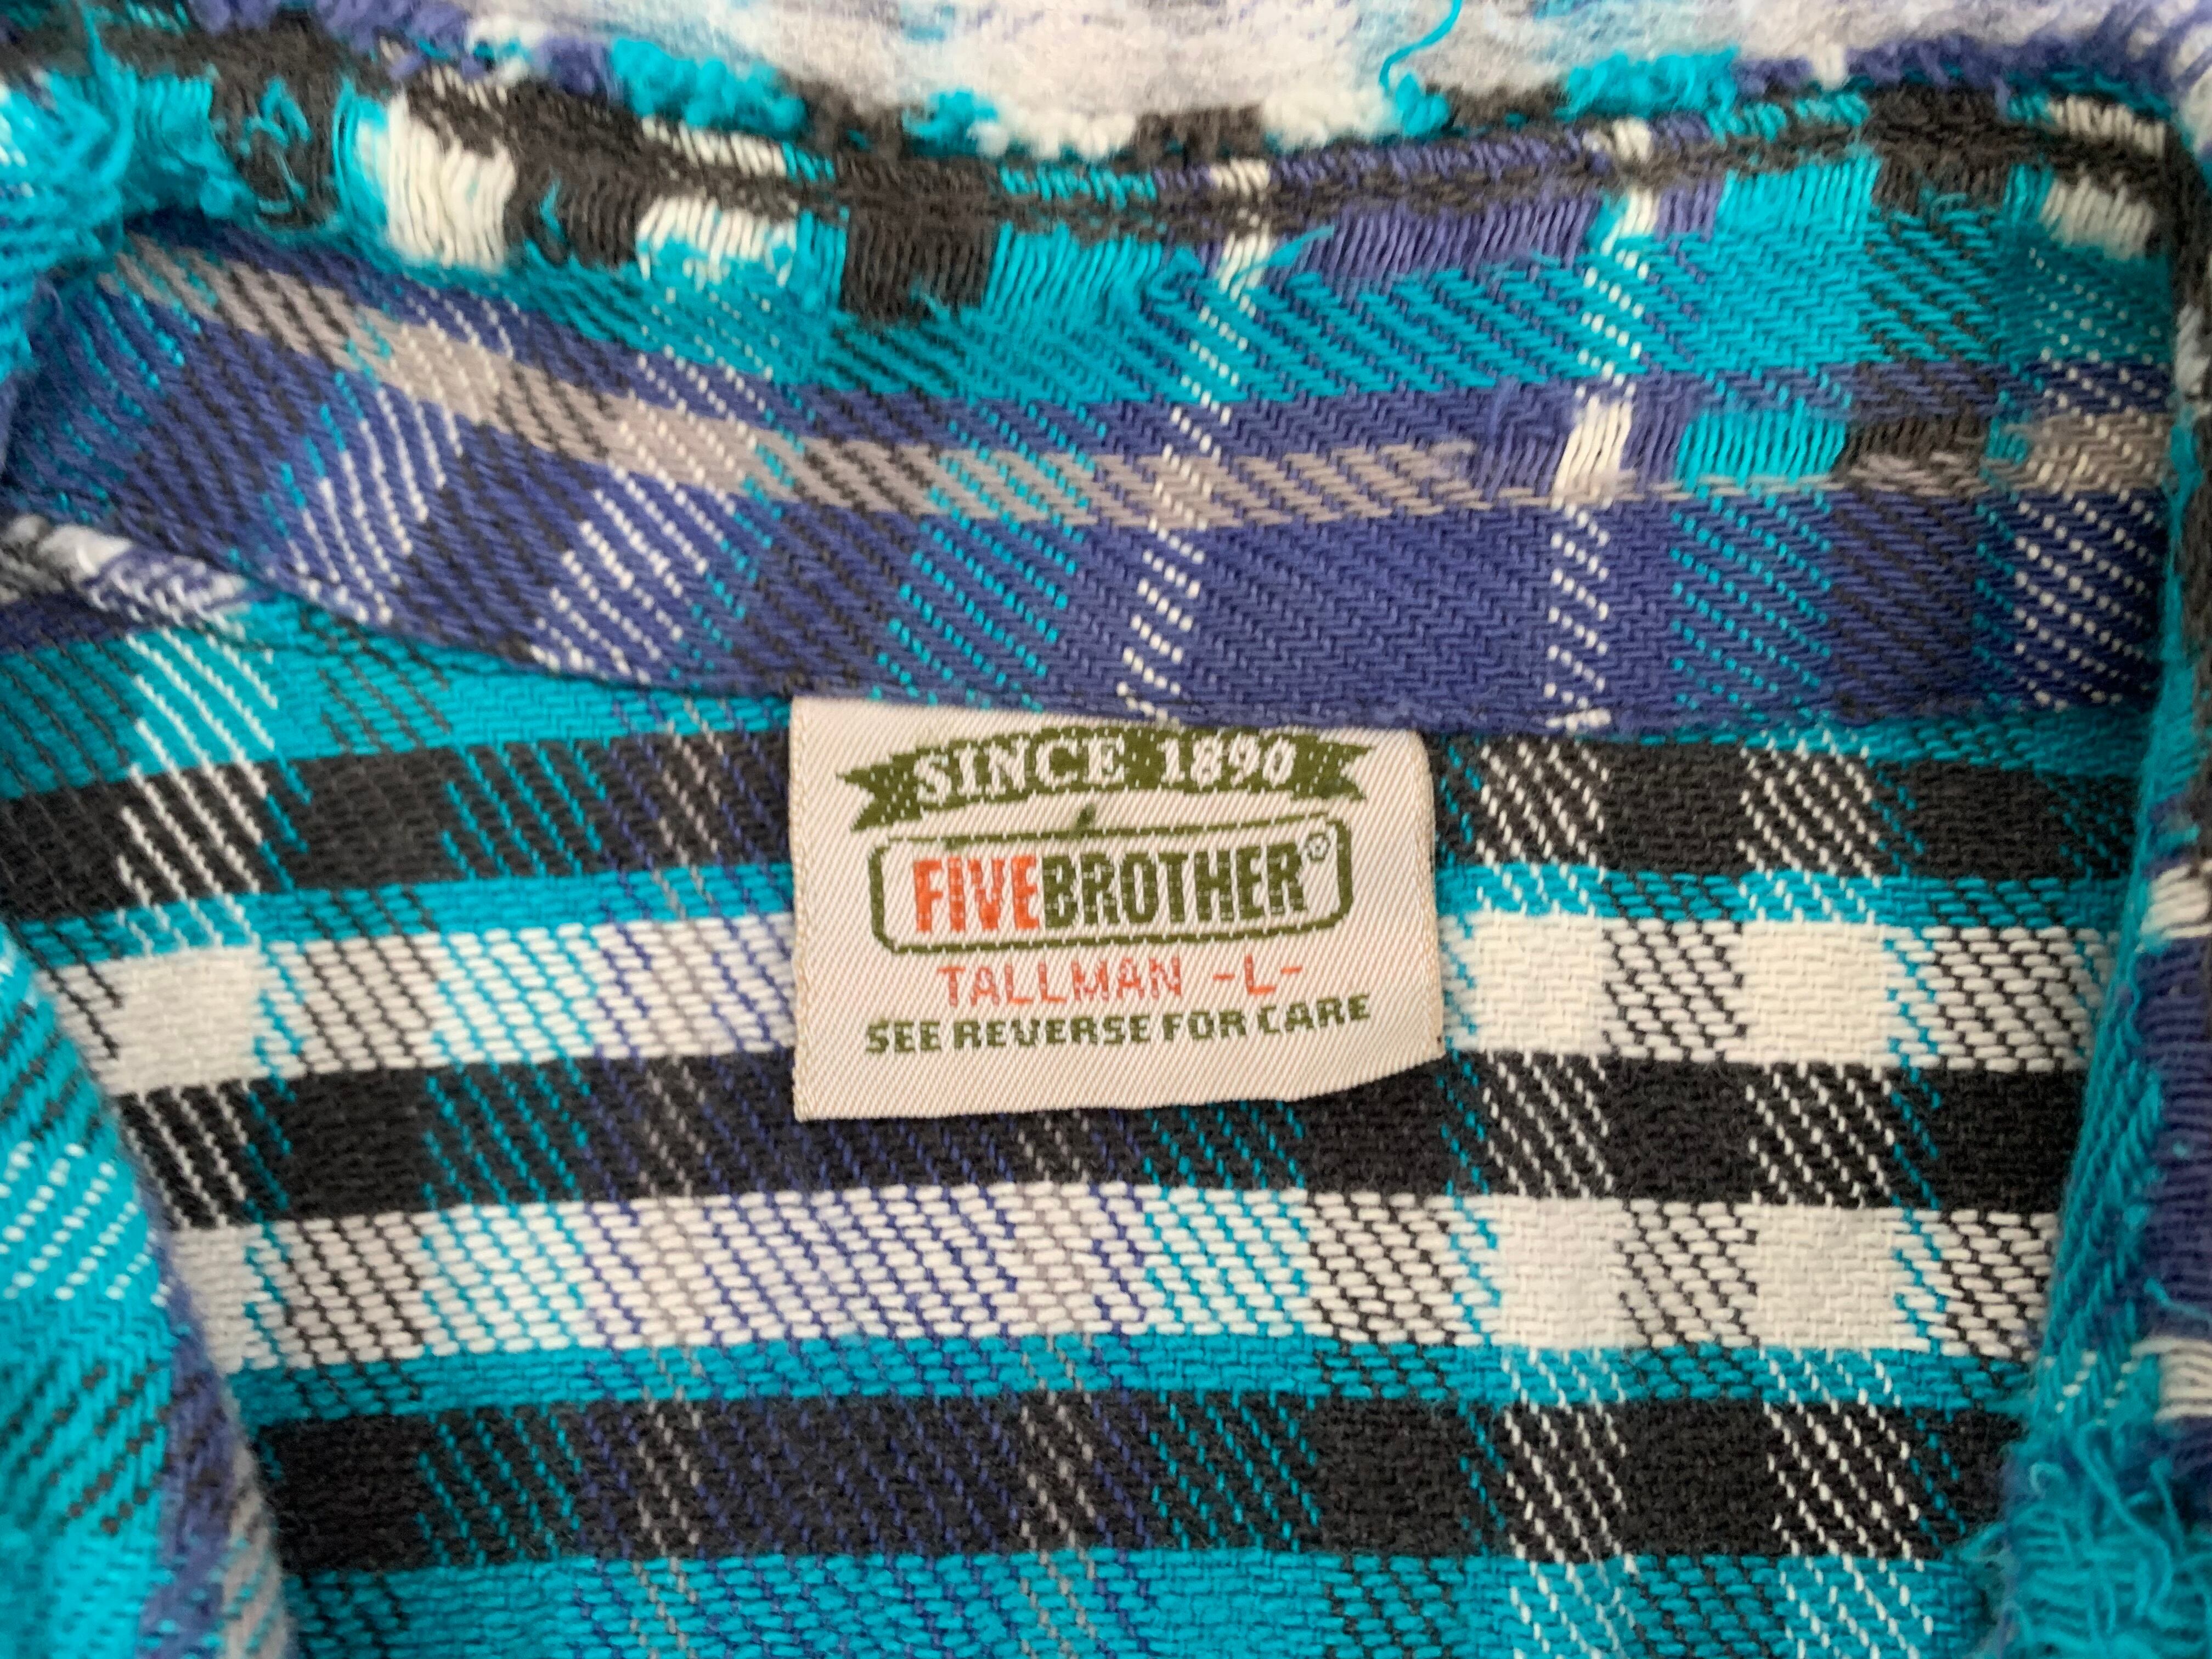 SINCE 1890
FIVEBROTHER®
TALLMAN -L-
SEE REVERSE FOR CARE